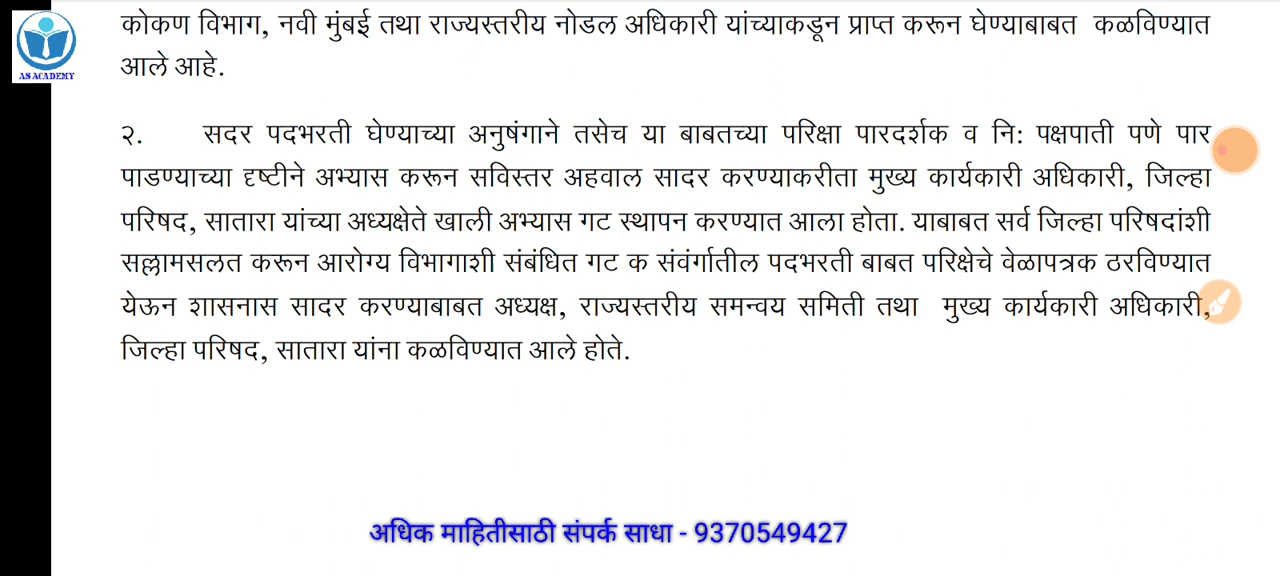 कोकण विभाग, नवी मुंबई तथा राज्यस्तरीय नोडल अधिकारी यांच्याकडून प्राप्त करून घेण्याबाबत कळविण्यात
आले आहे.
AS ACADEMY
२. सदर पदभरती घेण्याच्या अनुषंगाने तसेच या बाबतच्या परिक्षा पारदर्शक व नि: पक्षपाती पणे पार
पाडण्याच्या दृष्टीने अभ्यास करून सविस्तर अहवाल सादर करण्याकरीता मुख्य कार्यकारी अधिकारी, जिल्हा
परिषद, सातारा यांच्या अध्यक्षेते खाली अभ्यास गट स्थापन करण्यात आला होता. याबाबत सर्व जिल्हा परिषदांशी
सल्लामसलत करून आरोग्य विभागाशी संबंधित गट क संवंर्गातील पदभरती बाबत परिक्षेचे वेळापत्रक ठरविण्यात
येऊन शासनास सादर करण्याबाबत अध्यक्ष, राज्यस्तरीय समन्वय समिती तथा मुख्य कार्यकारी अधिकारी,
जिल्हा परिषद, सातारा यांना कळविण्यात आले होते.
अधिक माहितीसाठी संपर्क साधा - 9370549427